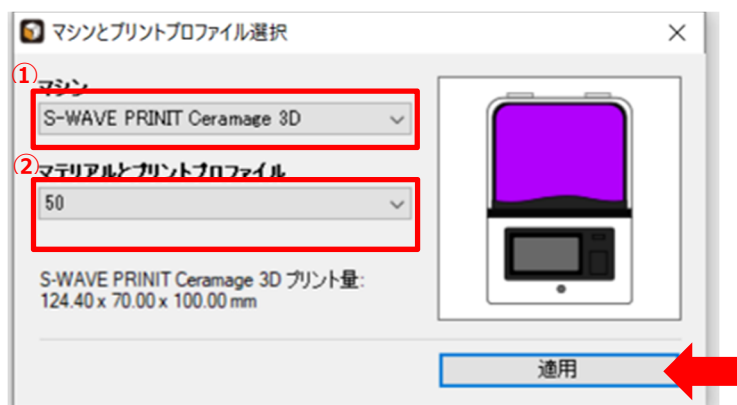 マシンとプリントプロファイル選択
①
マシン
S-WAVE PRINIT Ceramage 3D
②
マテリアルとプリントプロファイル
50
S-WAVE PRINIT Ceramage 3D プリント量:
124.40 x 70.00 x 100.00 mm
適用